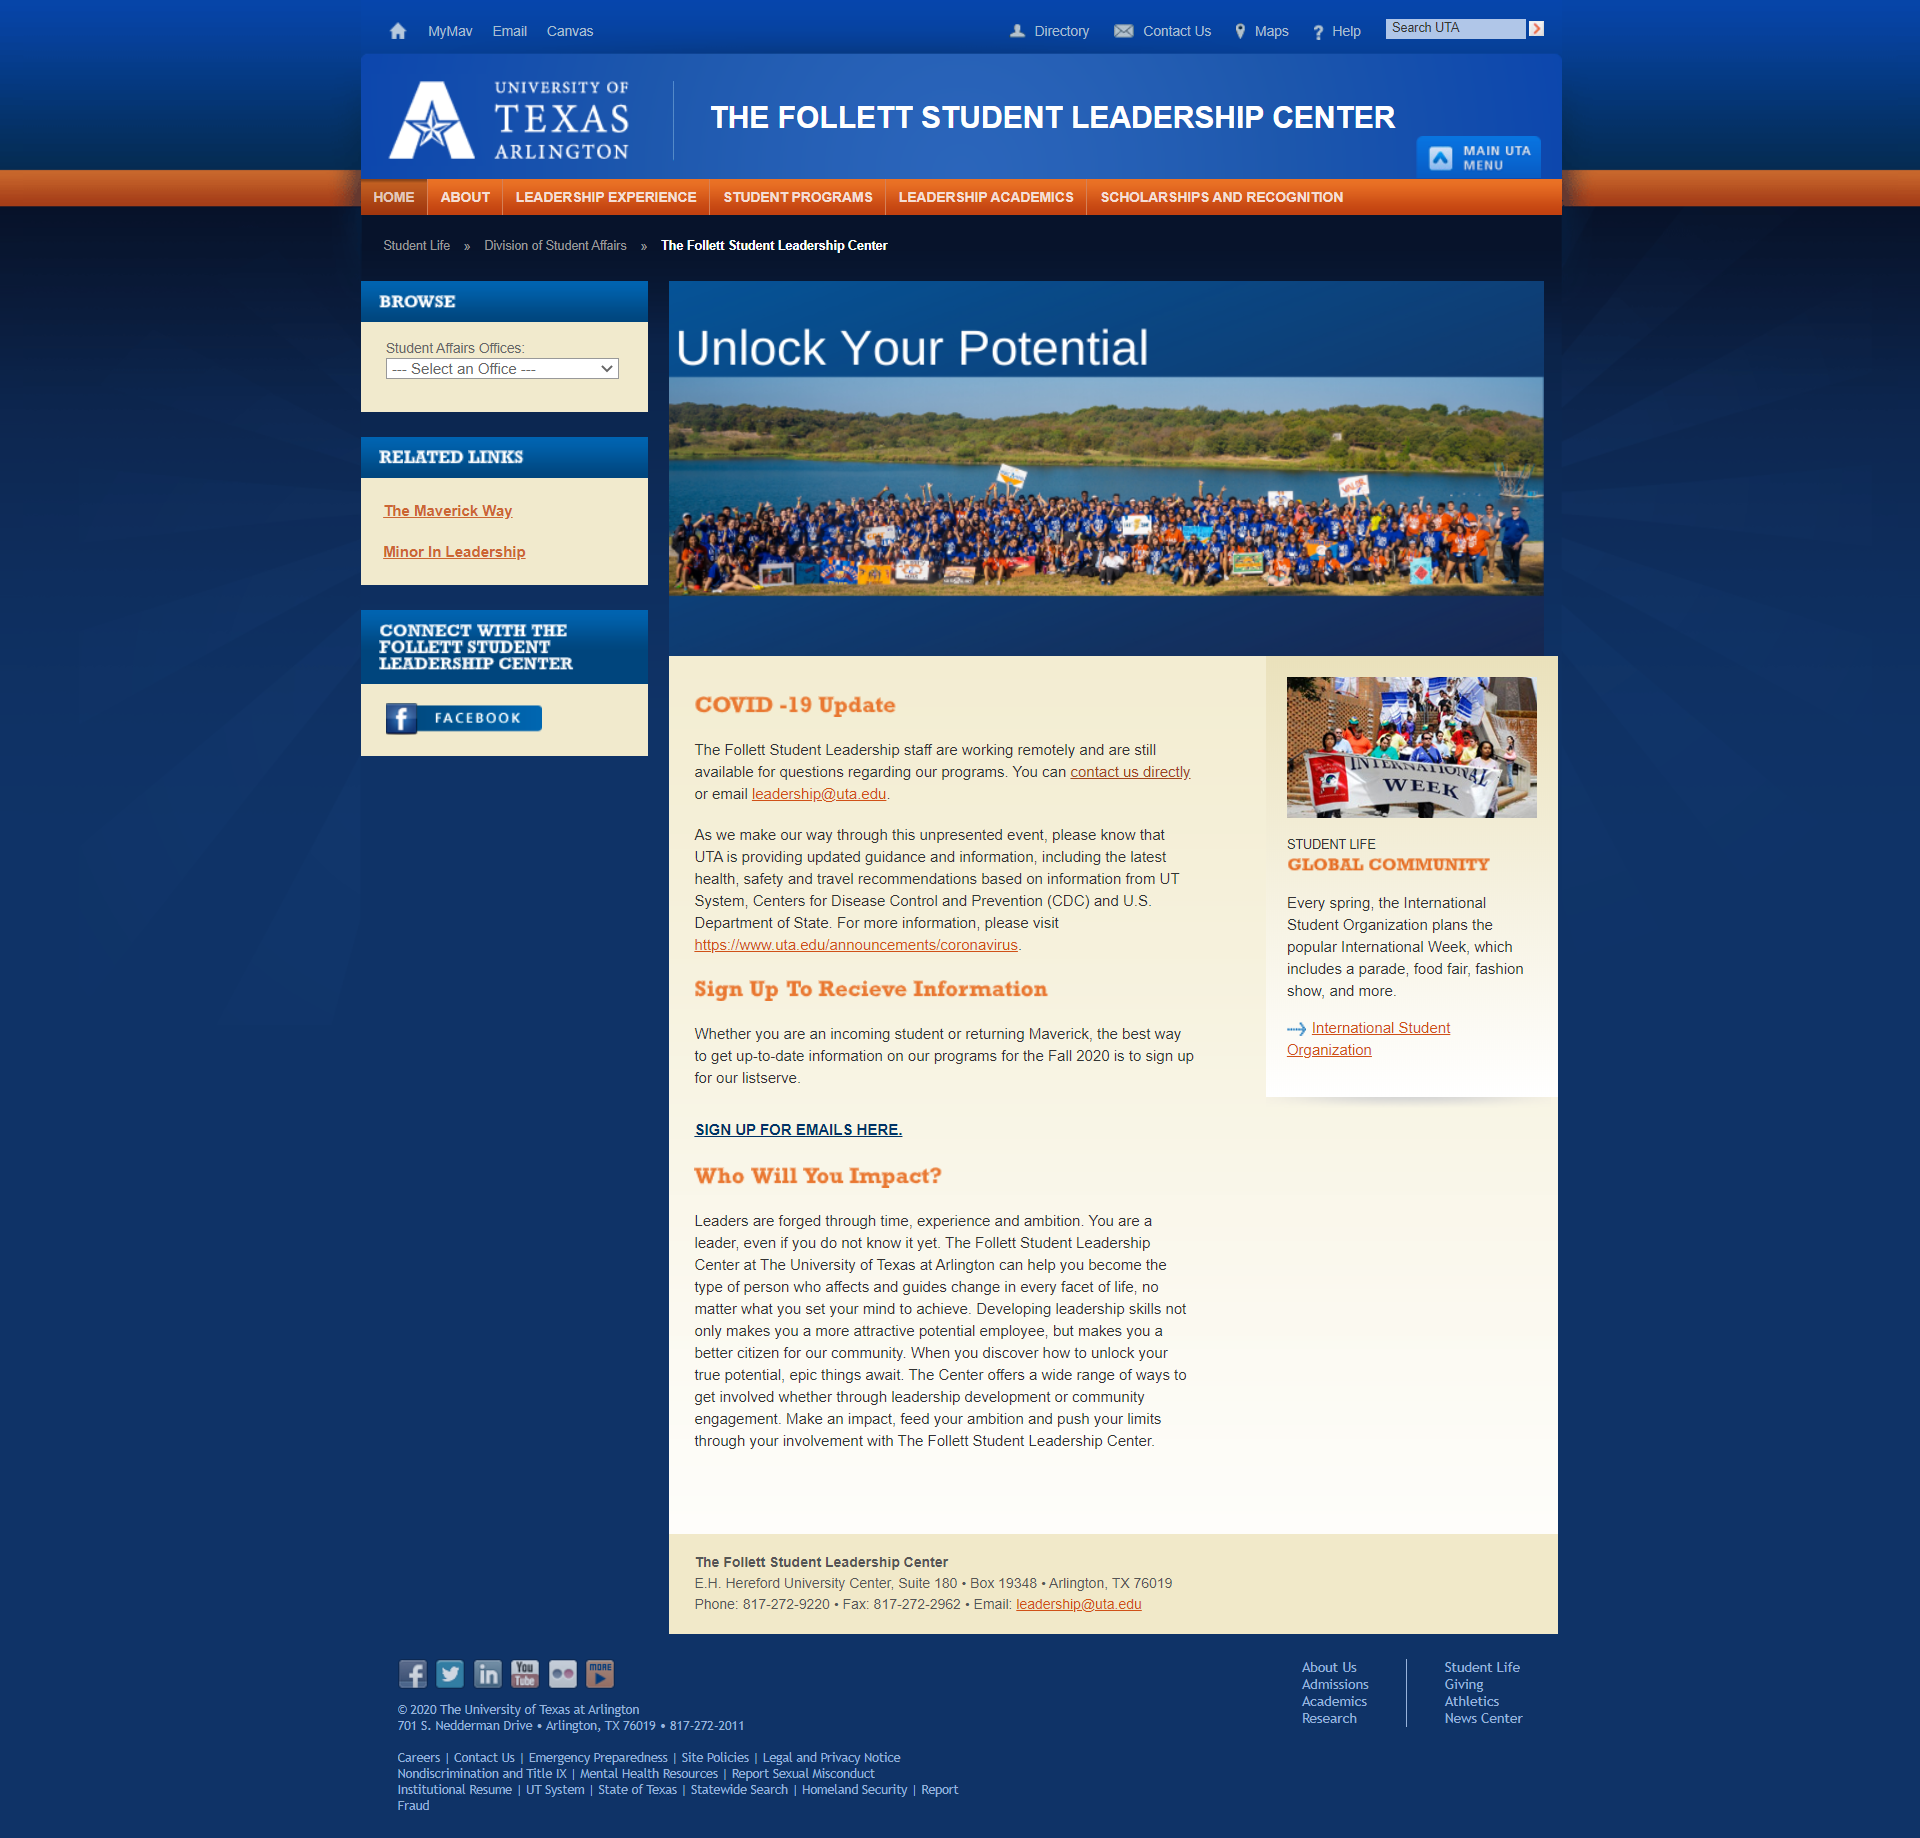 MyMav Email Canvas
Directory Contact Us Maps Help Search UTA
UNIVERSITY OF
TEXAS
ARLINGTON
THE FOLLETT STUDENT LEADERSHIP CENTER
MAIN UTA
MENU
HOME ABOUT LEADERSHIP EXPERIENCE STUDENT PROGRAMS LEADERSHIP ACADEMICS SCHOLARSHIPS AND RECOGNITION
Student Life » Division of Student Affairs » The Follett Student Leadership Center
BROWSE
Student Affairs Offices:
--- Select an Office ---
RELATED LINKS
The Maverick Way
Minor In Leadership
CONNECT WITH THE
FOLLETT STUDENT
LEADERSHIP CENTER
FACEBOOK
Unlock Your Potential
COVID -19 Update
The Follett Student Leadership staff are working remotely and are still
available for questions regarding our programs. You can contact us directly
or email leadership@uta.edu.
As we make our way through this unpresented event, please know that
UTA is providing updated guidance and information, including the latest
health, safety and travel recommendations based on information from UT
System, Centers for Disease Control and Prevention (CDC) and U.S.
Department of State. For more information, please visit
https://www.uta.edu/announcements/coronavirus.
Sign Up To Recieve Information
Whether you are an incoming student or returning Maverick, the best way
to get up-to-date information on our programs for the Fall 2020 is to sign up
for our listserve.
SIGN UP FOR EMAILS HERE.
Who Will You Impact?
Leaders are forged through time, experience and ambition. You are a
leader, even if you do not know it yet. The Follett Student Leadership
Center at The University of Texas at Arlington can help you become the
type of person who affects and guides change in every facet of life, no
matter what you set your mind to achieve. Developing leadership skills not
only makes you a more attractive potential employee, but makes you a
better citizen for our community. When you discover how to unlock your
true potential, epic things await. The Center offers a wide range of ways to
get involved whether through leadership development or community
engagement. Make an impact, feed your ambition and push your limits
through your involvement with The Follett Student Leadership Center.
INTERNATIONAL
WEEK
STUDENT LIFE
GLOBAL COMMUNITY
Every spring, the International
Student Organization plans the
popular International Week, which
includes a parade, food fair, fashion
show, and more.
International Student
Organization
The Follett Student Leadership Center
E.H. Hereford University Center, Suite 180 • Box 19348 • Arlington, TX 76019
Phone: 817-272-9220 • Fax: 817-272-2962 • Email: leadership@uta.edu
You Tube
MORE
© 2020 The University of Texas at Arlington
701 S. Nedderman Drive • Arlington, TX 76019 • 817-272-2011
Careers | Contact Us | Emergency Preparedness | Site Policies | Legal and Privacy Notice
Nondiscrimination and Title IX | Mental Health Resources | Report Sexual Misconduct
Institutional Resume | UT System | State of Texas | Statewide Search | Homeland Security | Report
Fraud
About Us
Admissions
Academics
Research
Student Life
Giving
Athletics
News Center